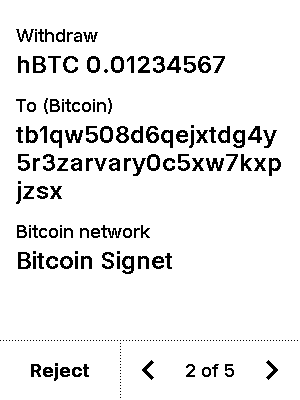 Withdraw
hBTC 0.01234567
To (Bitcoin)
tb1qw508d6qejxtdg4y
5r3zarvary0c5xw7kxp
jzsx
Bitcoin network
Bitcoin Signet
Reject
2 of 5